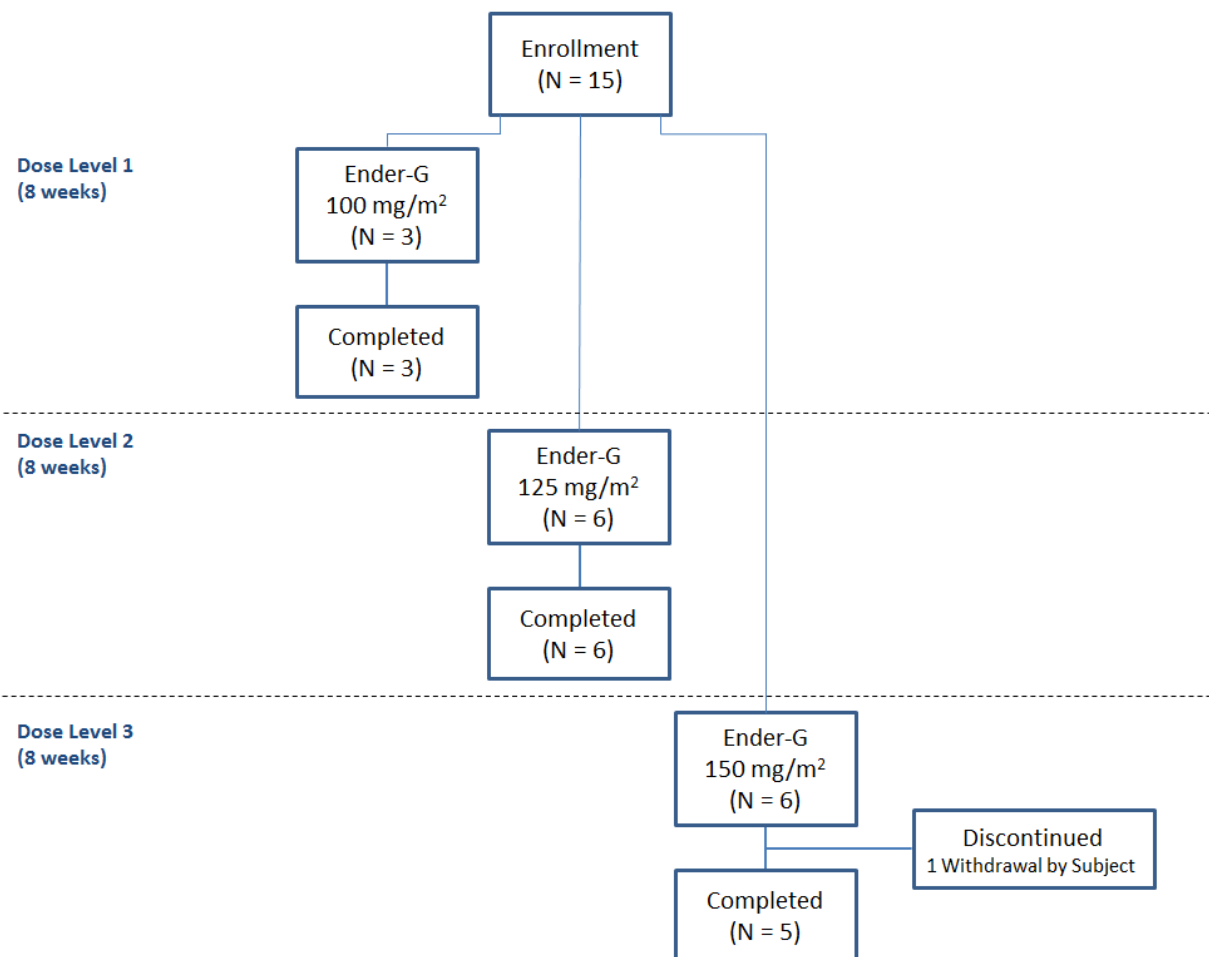 Enrollment
(N = 15)
Dose Level 1
(8 weeks)
Ender-G
100 mg/m²
(N = 3)
Completed
(N = 3)
Dose Level 2
(8 weeks)
Ender-G
125 mg/m²
(N = 6)
Completed
(N = 6)
Dose Level 3
(8 weeks)
Ender-G
150 mg/m²
(N = 6)
Discontinued
1 Withdrawal by Subject
Completed
(N = 5)